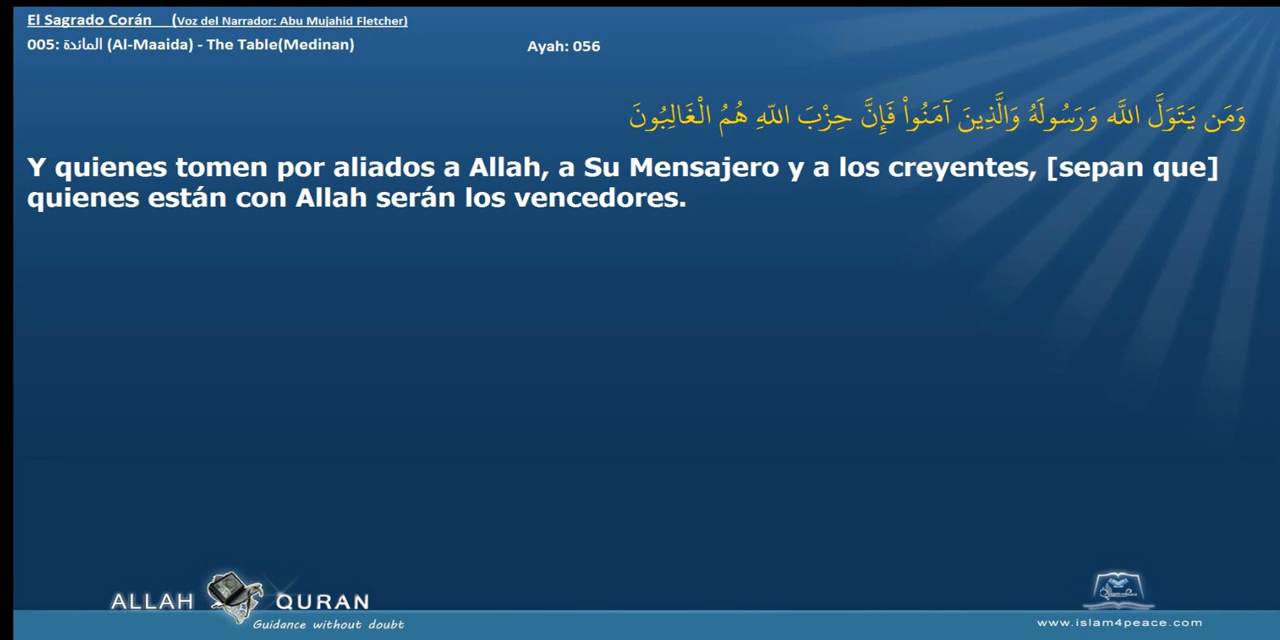 El Sagrado Corán (Voz del Narrador: Abu Mujahid Fletcher)
005: المائدة (Al-Maaida) - The Table(Medinan) Ayah: 056
وَمَن يَتَوَلَّ اللَّه وَرَسُولَهُ وَالَّذِينَ آمَنُواْ فَإِنَّ حِزْبَ اللّهِ هُمُ الْغَالِبُونَ
Y quienes tomen por aliados a Allah, a Su Mensajero y a los creyentes, [sepan que]
quienes están con Allah serán los vencedores.
ALLAH QURAN
Guidance without doubt
www.islam4peace.com